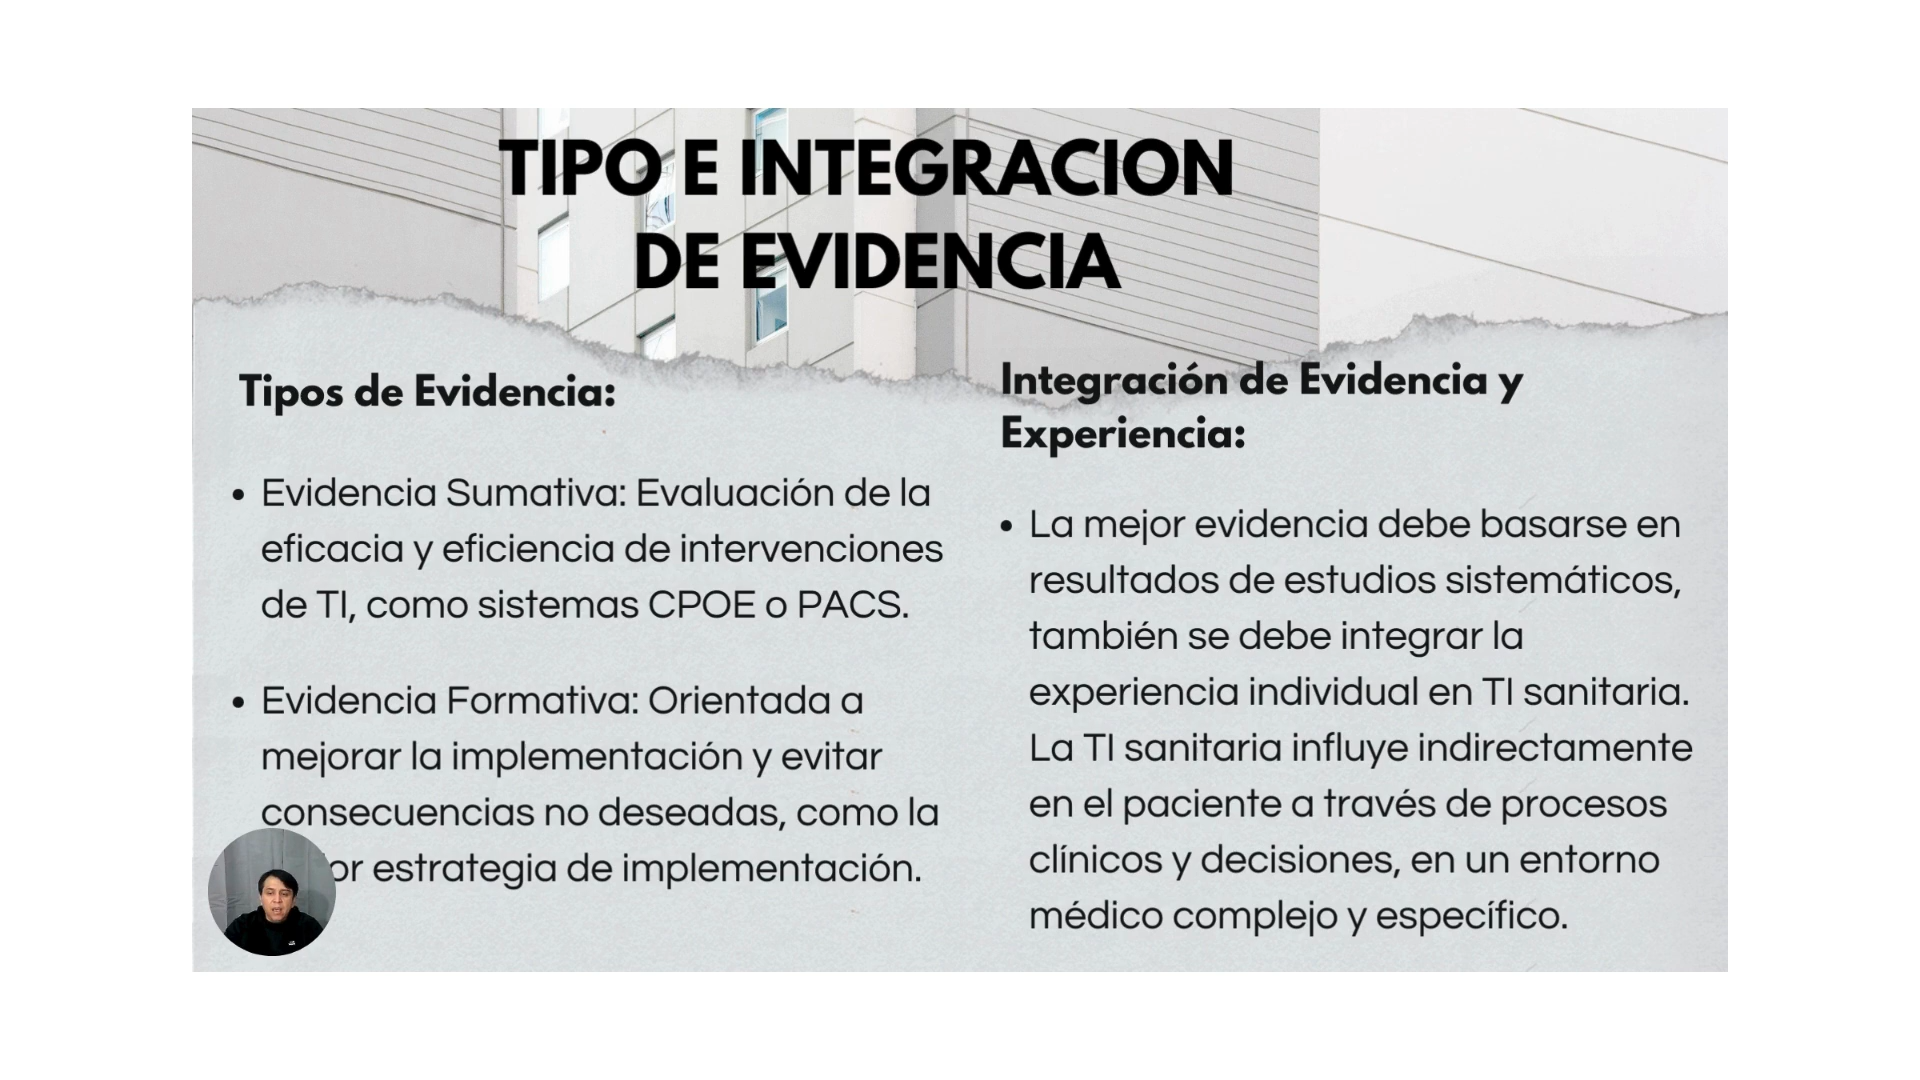 TIPO E INTEGRACION
DE EVIDENCIA
Tipos de Evidencia:
• Evidencia Sumativa: Evaluación de la
eficacia y eficiencia de intervenciones
de TI, como sistemas CPOE o PACS.
• Evidencia Formativa: Orientada a
mejorar la implementación y evitar
consecuencias no deseadas, como la
estrategia de implementación.
Integración de Evidencia y
Experiencia:
• La mejor evidencia debe basarse en
resultados de estudios sistemáticos,
también se debe integrar la
experiencia individual en TI sanitaria.
La TI sanitaria influye indirectamente
en el paciente a través de procesos
clínicos y decisiones, en un entorno
médico complejo y específico.